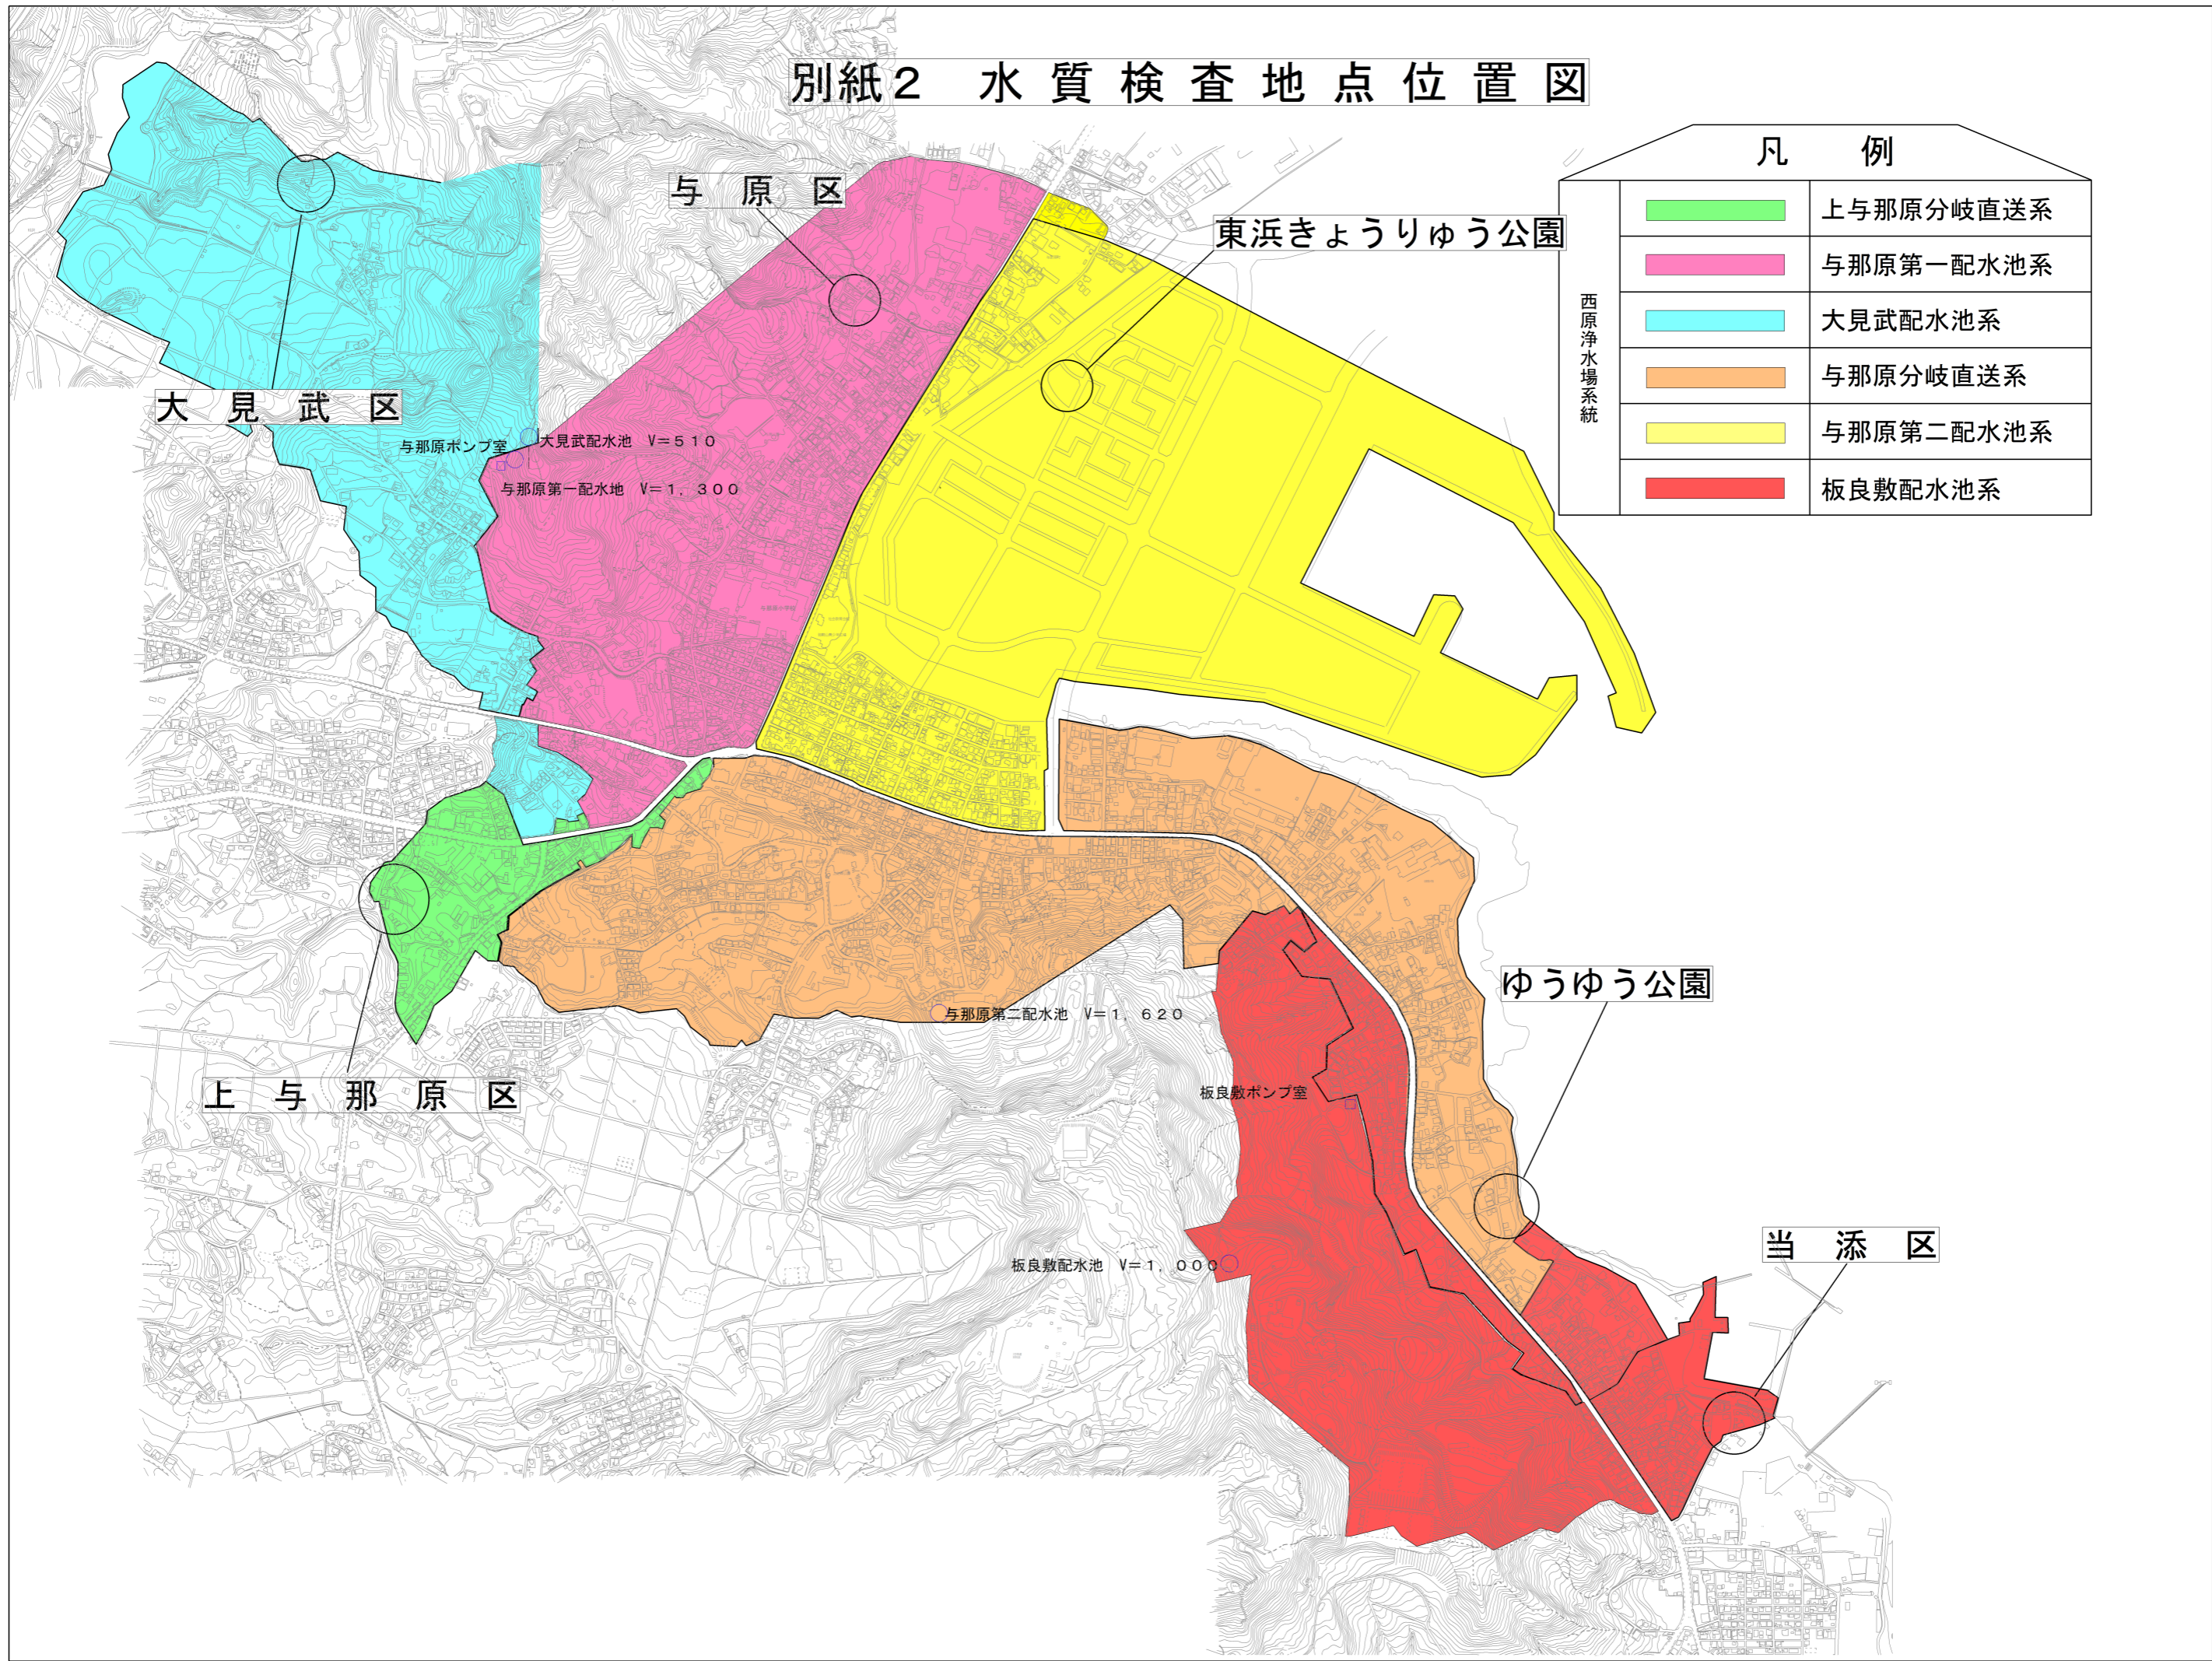 別紙２　水 質 検 査 地 点 位 置 図
凡　例
西原浄水場系統
上与那原分岐直送系
与那原第一配水池系
大見武配水池系
与那原分岐直送系
与那原第二配水池系
板良敷配水池系
与 原 区
東浜きょうりゅう公園
大 見 武 区
与那原ポンプ室
大見武配水池　V＝５１０
与那原第一配水地　V＝１，３００
ゆうゆう公園
与那原第二配水池　V＝１，６２０
上 与 那 原 区
板良敷ポンプ室
当 添 区
板良敷配水池　V＝１，０００